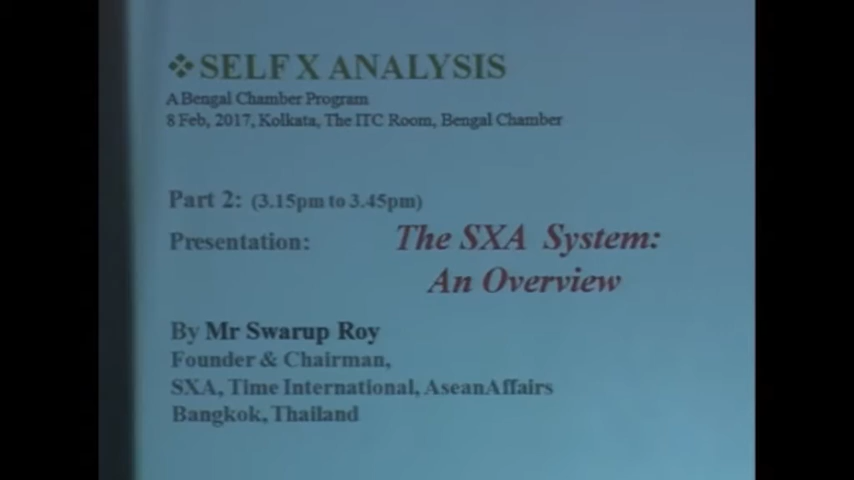 ❖SELF X ANALYSIS
A Bengal Chamber Program
8 Feb, 2017, Kolkata, The ITC Room, Bengal Chamber
Part 2: (3.15pm to 3.45pm)
Presentation: The SXA System:
An Overview
By Mr Swarup Roy
Founder & Chairman,
SXA, Time International, AseanAffairs
Bangkok, Thailand